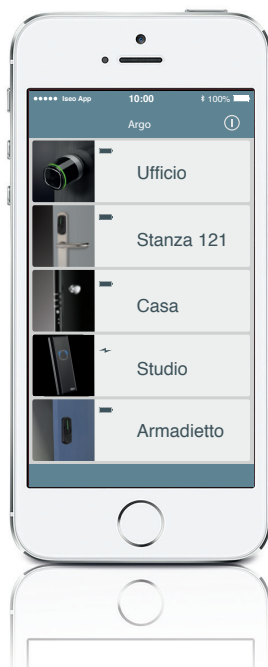 Iseo App 10:00 100%
Argo
Ufficio
Stanza 121
Casa
Studio
Armadietto